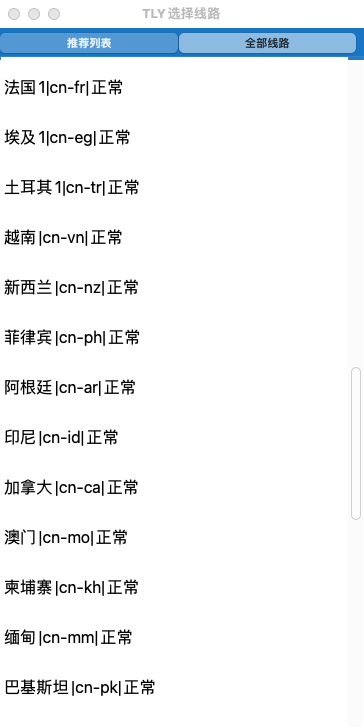 TLY 选择线路
推荐列表 全部线路
法国1|cn-fr|正常
埃及1|cn-eg|正常
土耳其1|cn-tr|正常
越南|cn-vn|正常
新西兰|cn-nz|正常
菲律宾|cn-ph|正常
阿根廷|cn-ar|正常
印尼|cn-id|正常
加拿大|cn-ca|正常
澳门|cn-mo|正常
柬埔寨|cn-kh|正常
缅甸|cn-mm|正常
巴基斯坦|cn-pk|正常